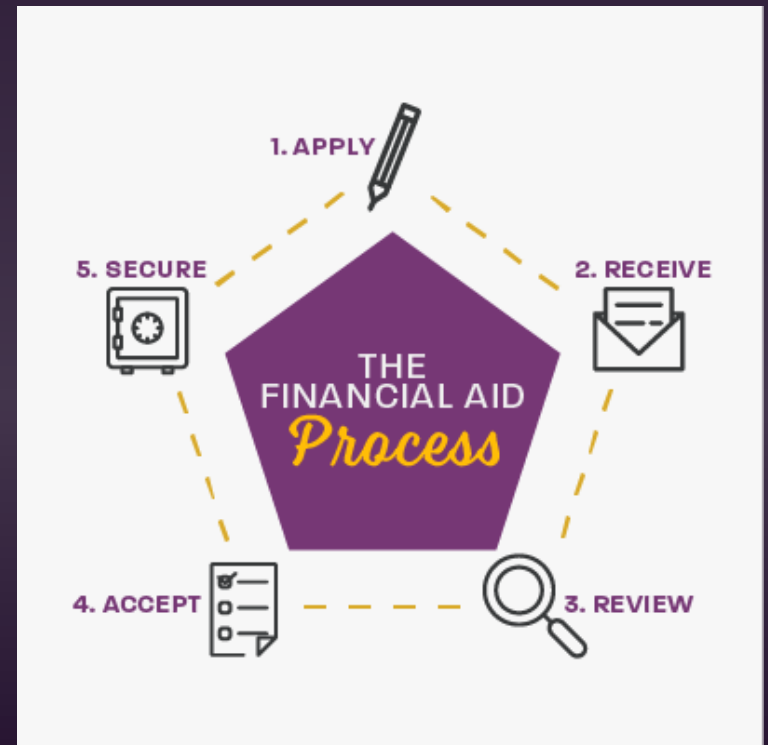 1. APPLY
5. SECURE
2. RECEIVE
THE
FINANCIAL AID
Process
4. ACCEPT
3. REVIEW